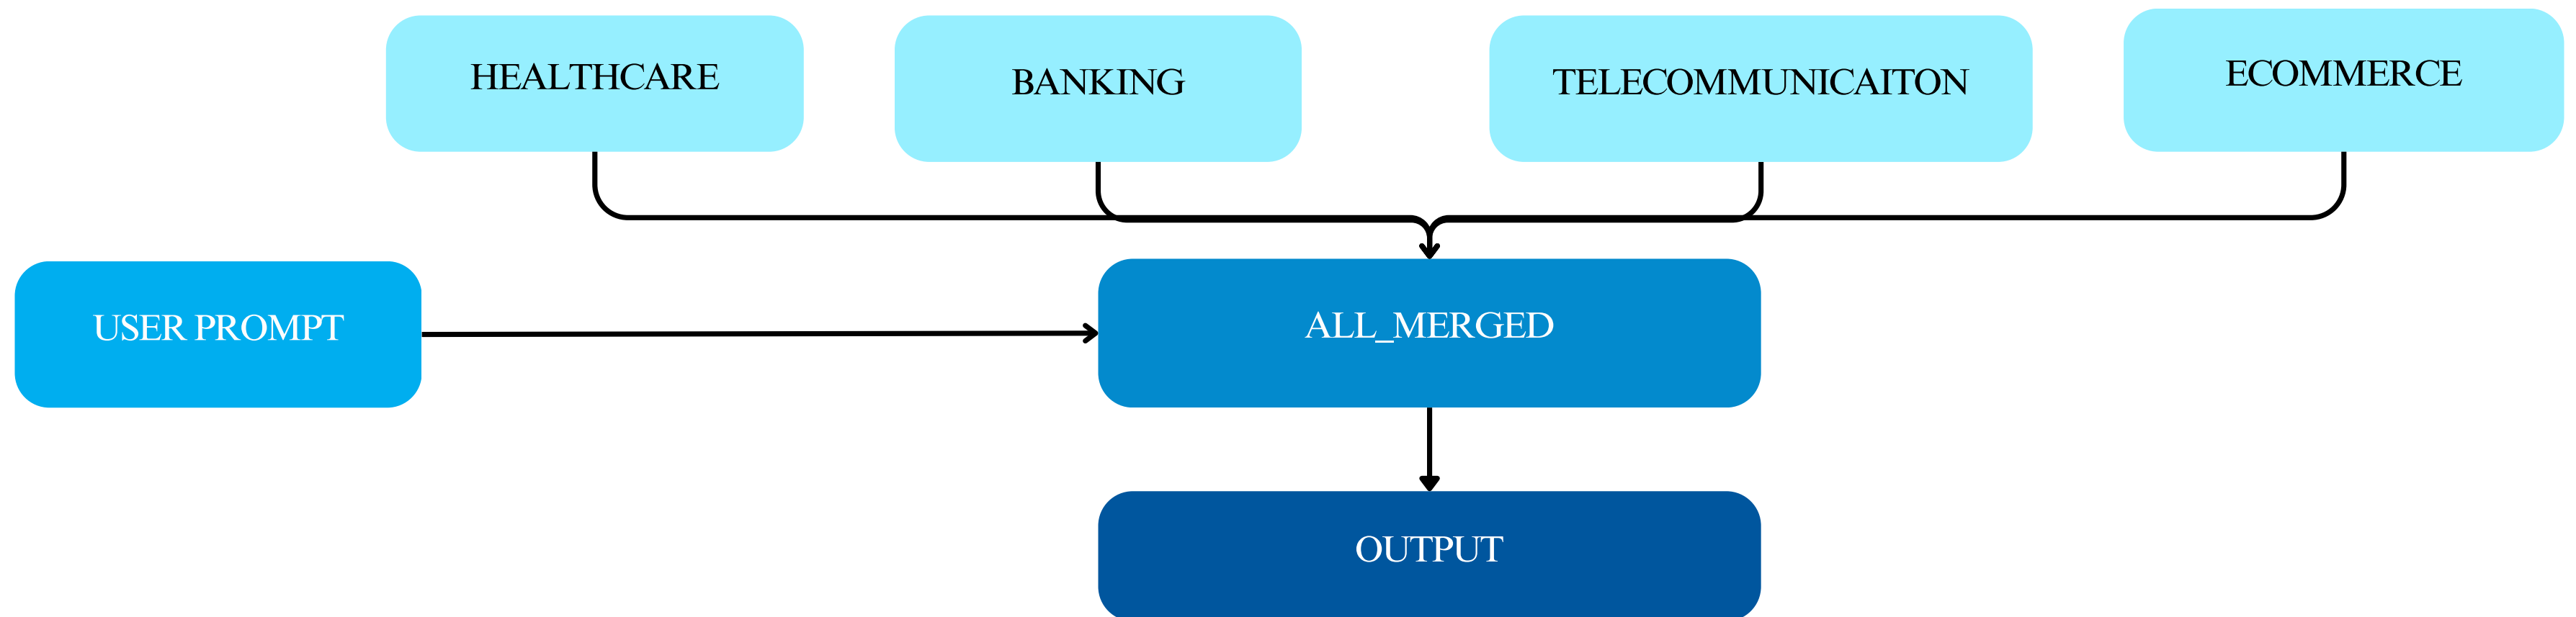 HEALTHCARE
BANKING
TELECOMMUNICAITON
ECOMMERCE
USER PROMPT
ALL_MERGED
OUTPUT